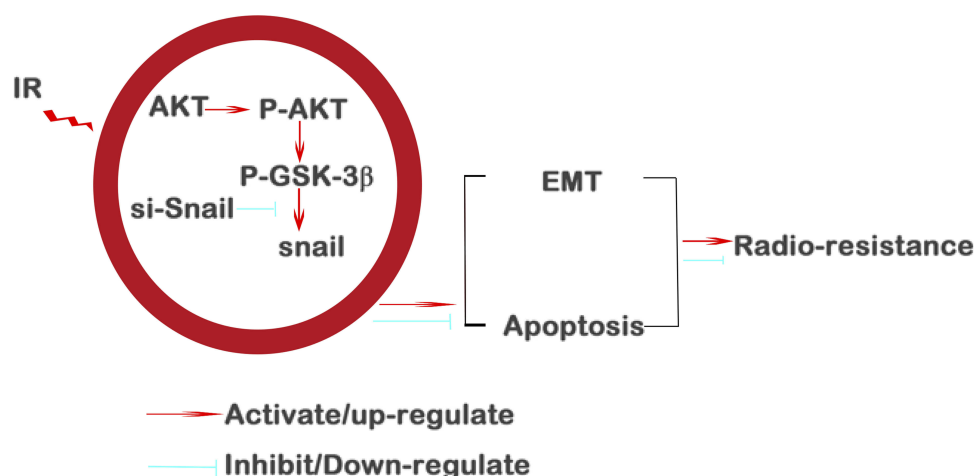 IR
AKT
P-AKT
P-GSK-3β
si-Snail
snail
EMT
Radio-resistance
Apoptosis
Activate/up-regulate
Inhibit/Down-regulate